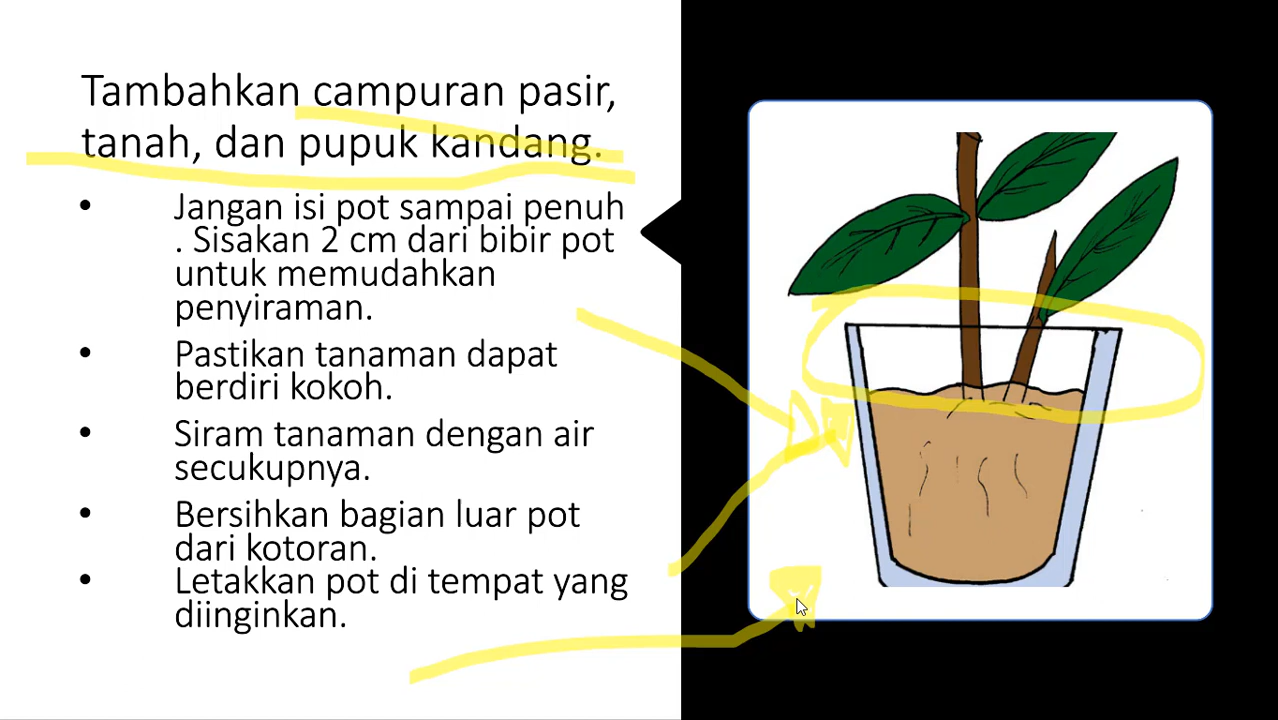 Tambahkan campuran pasir,
tanah, dan pupuk kandang.
• Jangan isi pot sampai penuh
. Sisakan 2 cm dari bibir pot
untuk memudahkan
penyiraman.
• Pastikan tanaman dapat
berdiri kokoh.
• Siram tanaman dengan air
secukupnya.
• Bersihkan bagian luar pot
dari kotoran.
• Letakkan pot di tempat yang
diinginkan.